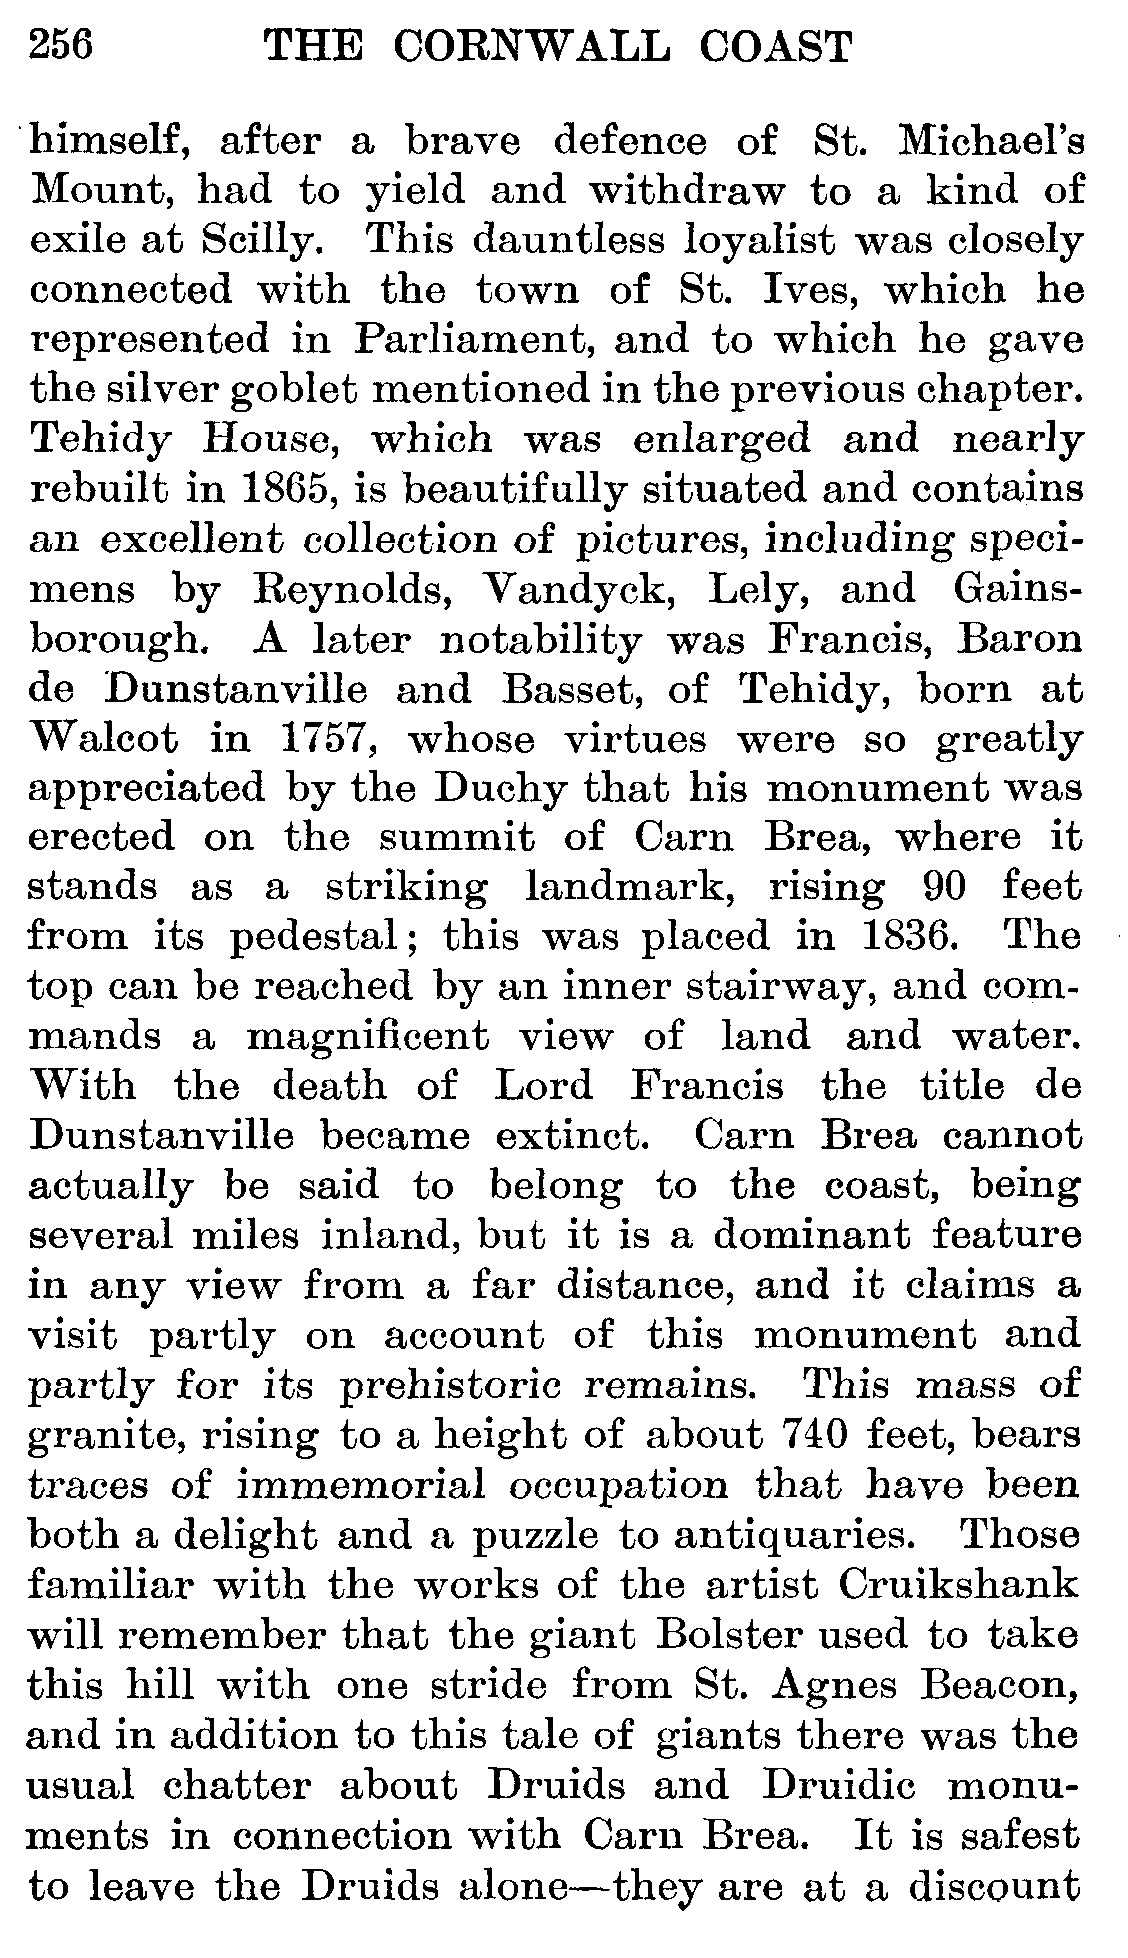 256 THE CORNWALL COAST
himself, after a brave defence of St. Michael's
Mount, had to yield and withdraw to a kind of
exile at Scilly. This dauntless loyalist was closely
connected with the town of St. Ives, which he
represented in Parliament, and to which he gave
the silver goblet mentioned in the previous chapter.
Tehidy House, which was enlarged and nearly
rebuilt in 1865, is beautifully situated and contains
an excellent collection of pictures, including speci-
mens by Reynolds, Vandyck, Lely, and Gains-
borough. A later notability was Francis, Baron
de Dunstanville and Basset, of Tehidy, born at
Walcot in 1757, whose virtues were so greatly
appreciated by the Duchy that his monument was
erected on the summit of Carn Brea, where it
stands as a striking landmark, rising 90 feet
from its pedestal; this was placed in 1836. The
top can be reached by an inner stairway, and com-
mands a magnificent view of land and water.
With the death of Lord Francis the title de
Dunstanville became extinct. Carn Brea cannot
actually be said to belong to the coast, being
several miles inland, but it is a dominant feature
in any view from a far distance, and it claims a
visit partly on account of this monument and
partly for its prehistoric remains. This mass of
granite, rising to a height of about 740 feet, bears
traces of immemorial occupation that have been
both a delight and a puzzle to antiquaries. Those
familiar with the works of the artist Cruikshank
will remember that the giant Bolster used to take
this hill with one stride from St. Agnes Beacon,
and in addition to this tale of giants there was the
usual chatter about Druids and Druidic monu-
ments in connection with Carn Brea. It is safest
to leave the Druids alone—they are at a discount